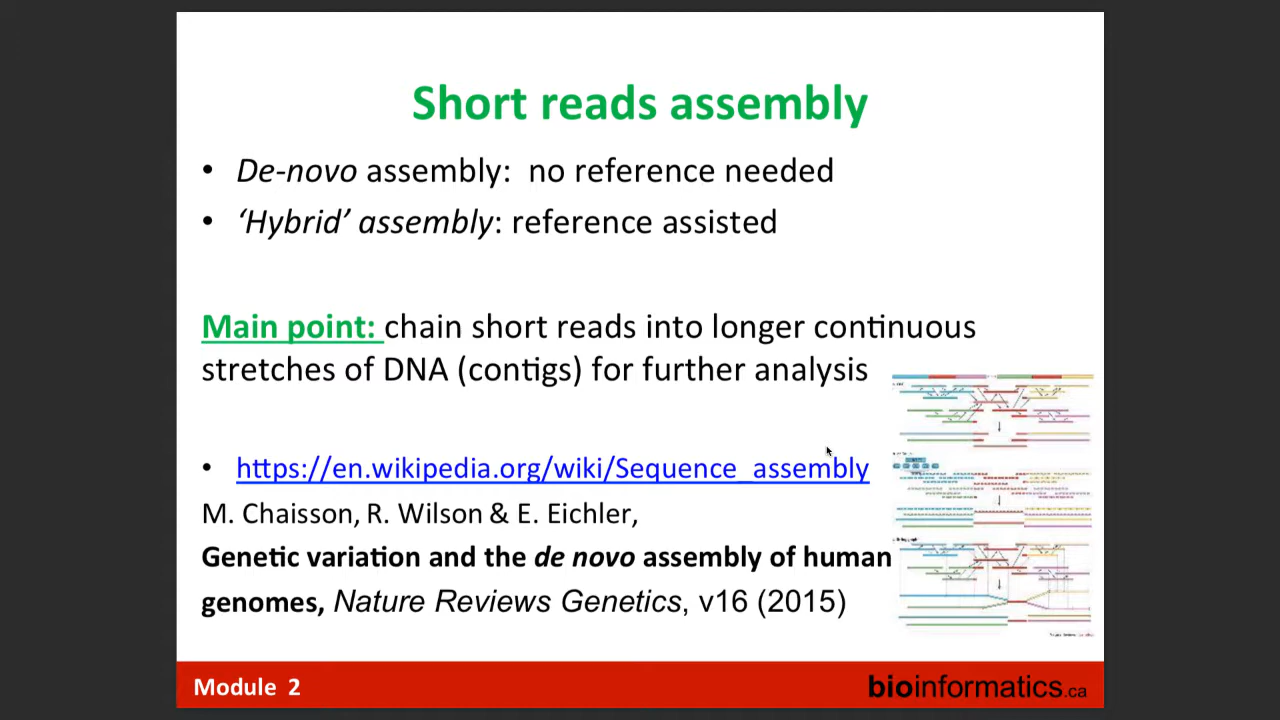 Short reads assembly
• De-novo assembly:  no reference needed
• ‘Hybrid’ assembly: reference assisted
Main point: chain short reads into longer continuous
stretches of DNA (contigs) for further analysis
• https://en.wikipedia.org/wiki/Sequence_assembly
M. Chaisson, R. Wilson & E. Eichler,
Genetic variation and the de novo assembly of human
genomes, Nature Reviews Genetics, v16 (2015)
Module 2
bioinformatics.ca